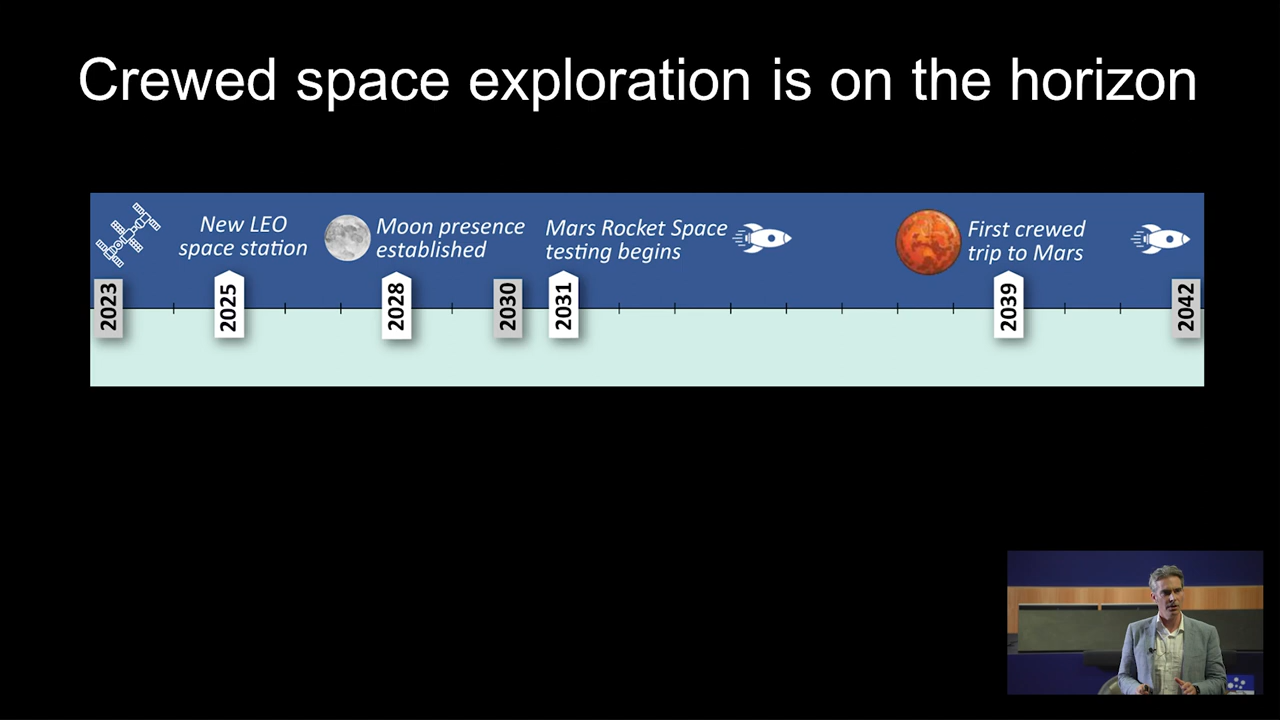 Crewed space exploration is on the horizon
New LEO
space station
Moon presence
established
Mars Rocket Space
testing begins
First crewed
trip to Mars
2023
2025
2028
2030
2031
2039
2042